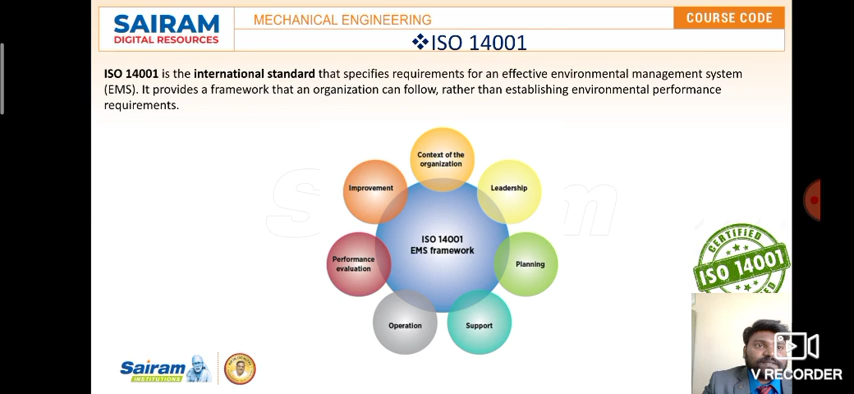 SAIRAM
DIGITAL RESOURCES
MECHANICAL ENGINEERING
COURSE CODE
❖ISO 14001
ISO 14001 is the international standard that specifies requirements for an effective environmental management system
(EMS). It provides a framework that an organization can follow, rather than establishing environmental performance
requirements.
Context of the
organization
Improvement
Leadership
ISO 14001
EMS framework
Performance
evaluation
Planning
Operation
Support
CERTIFIED
ISO 14001
Sairam
INSTITUTIONS
V RECORDER